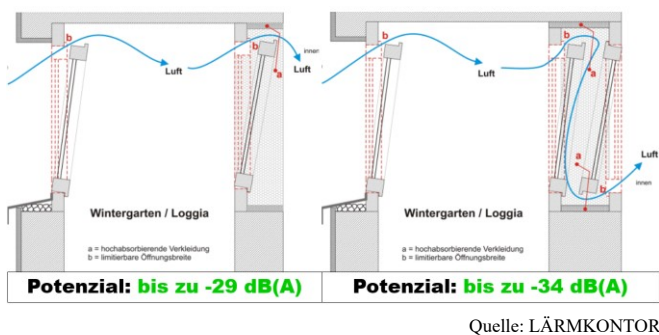 b
b
innen
Luft
Luft
a
Wintergarten / Loggia
a = hochabsorbierende Verkleidung
b = limitierbare Öffnungsbreite
Potenzial: bis zu -29 dB(A)
b
b
Luft
a
a
Luft
innen
b
Wintergarten / Loggia
a = hochabsorbierende Verkleidung
b = limitierbare Öffnungsbreite
Potenzial: bis zu -34 dB(A)
Quelle: LÄRMKONTOR